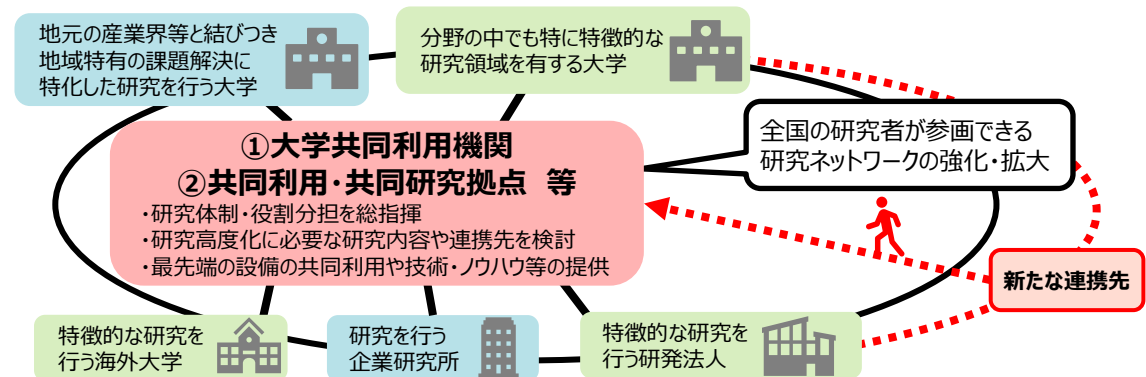 地元の産業界等と結びつき
地域特有の課題解決に
特化した研究を行う大学
分野の中でも特に特徴的な
研究領域を有する大学
全国の研究者が参画できる
研究ネットワークの強化・拡大
①大学共同利用機関
②共同利用・共同研究拠点 等
・研究体制・役割分担を総指揮
・研究高度化に必要な研究内容や連携先を検討
・最先端の設備の共同利用や技術・ノウハウ等の提供
新たな連携先
特徴的な研究を
行う海外大学
研究を行う
企業研究所
特徴的な研究を
行う研発法人